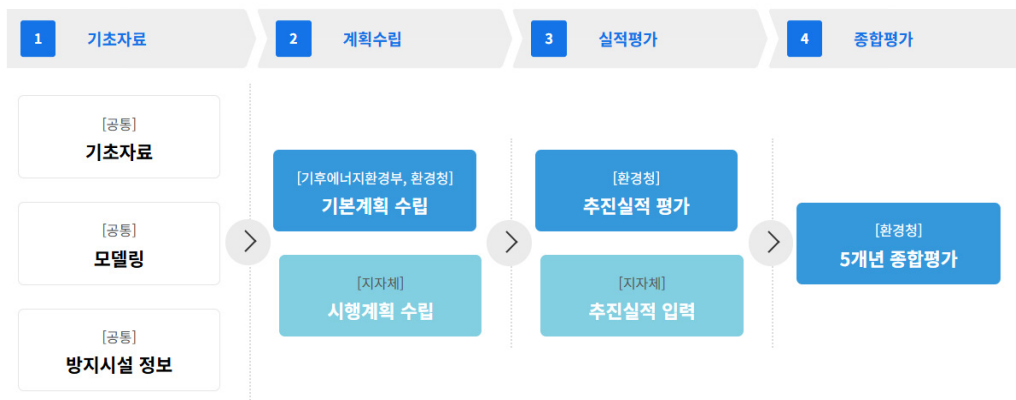 1 기초자료
2 계획수립
3 실적평가
4 종합평가
[공통]
기초자료
[공통]
모델링
[공통]
방지시설 정보
[기후에너지환경부, 환경청]
기본계획 수립
[지자체]
시행계획 수립
[환경청]
추진실적 평가
[지자체]
추진실적 입력
[환경청]
5개년 종합평가